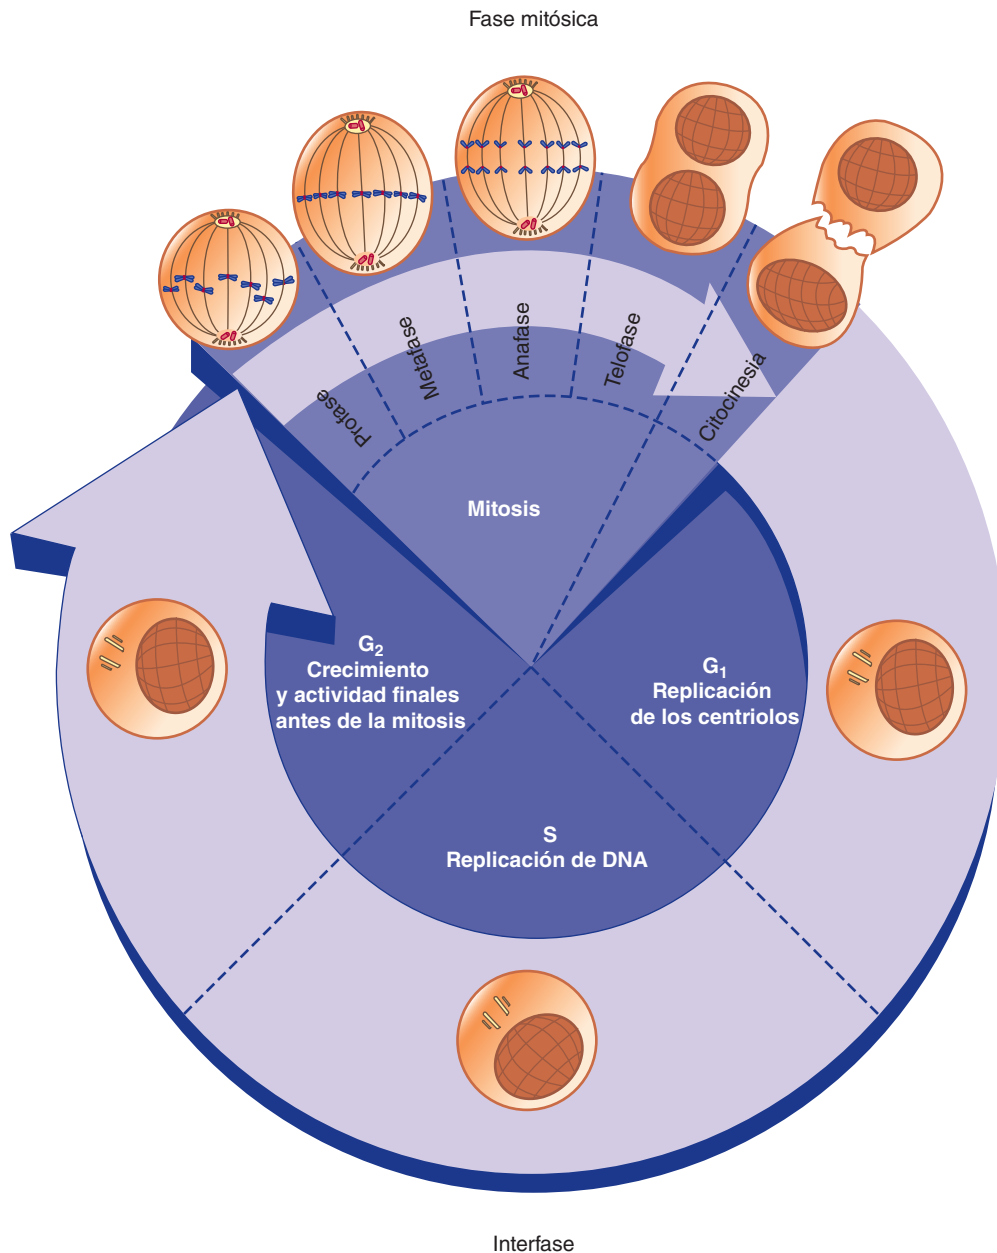 Fase mitósica
Profase
Metafase
Anafase
Telofase
Citocinesia
Mitosis
G₂
Crecimiento
y actividad finales
antes de la mitosis
G₁
Replicación
de los centriolos
S
Replicación de DNA
Interfase